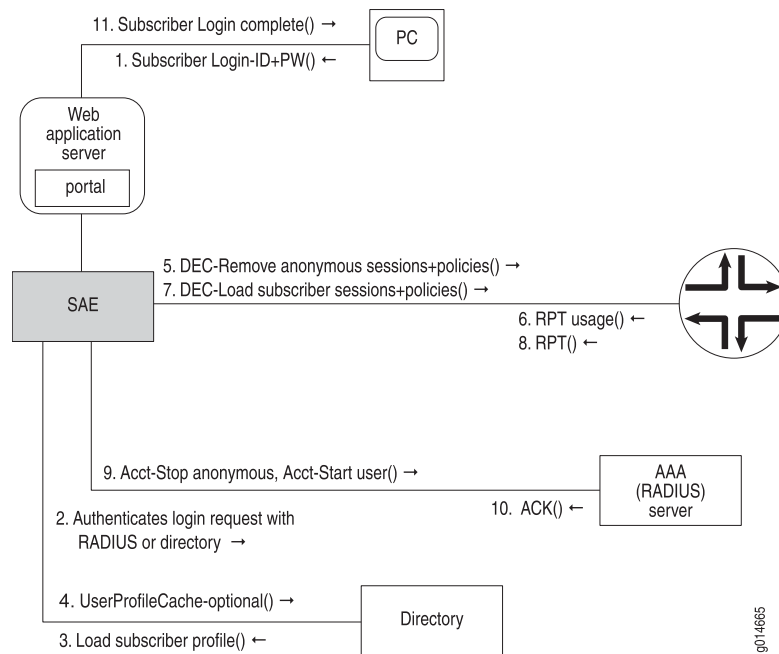 11. Subscriber Login complete() →
PC
1. Subscriber Login-ID+PW() ←
Web
application
server
portal
5. DEC-Remove anonymous sessions+policies() →
7. DEC-Load subscriber sessions+policies() →
SAE
6. RPT usage() ←
8. RPT() ←
9. Acct-Stop anonymous, Acct-Start user() →
AAA
(RADIUS)
server
10. ACK() ←
2. Authenticates login request with
RADIUS or directory →
4. UserProfileCache-optional() →
Directory
3. Load subscriber profile() ←
g014665